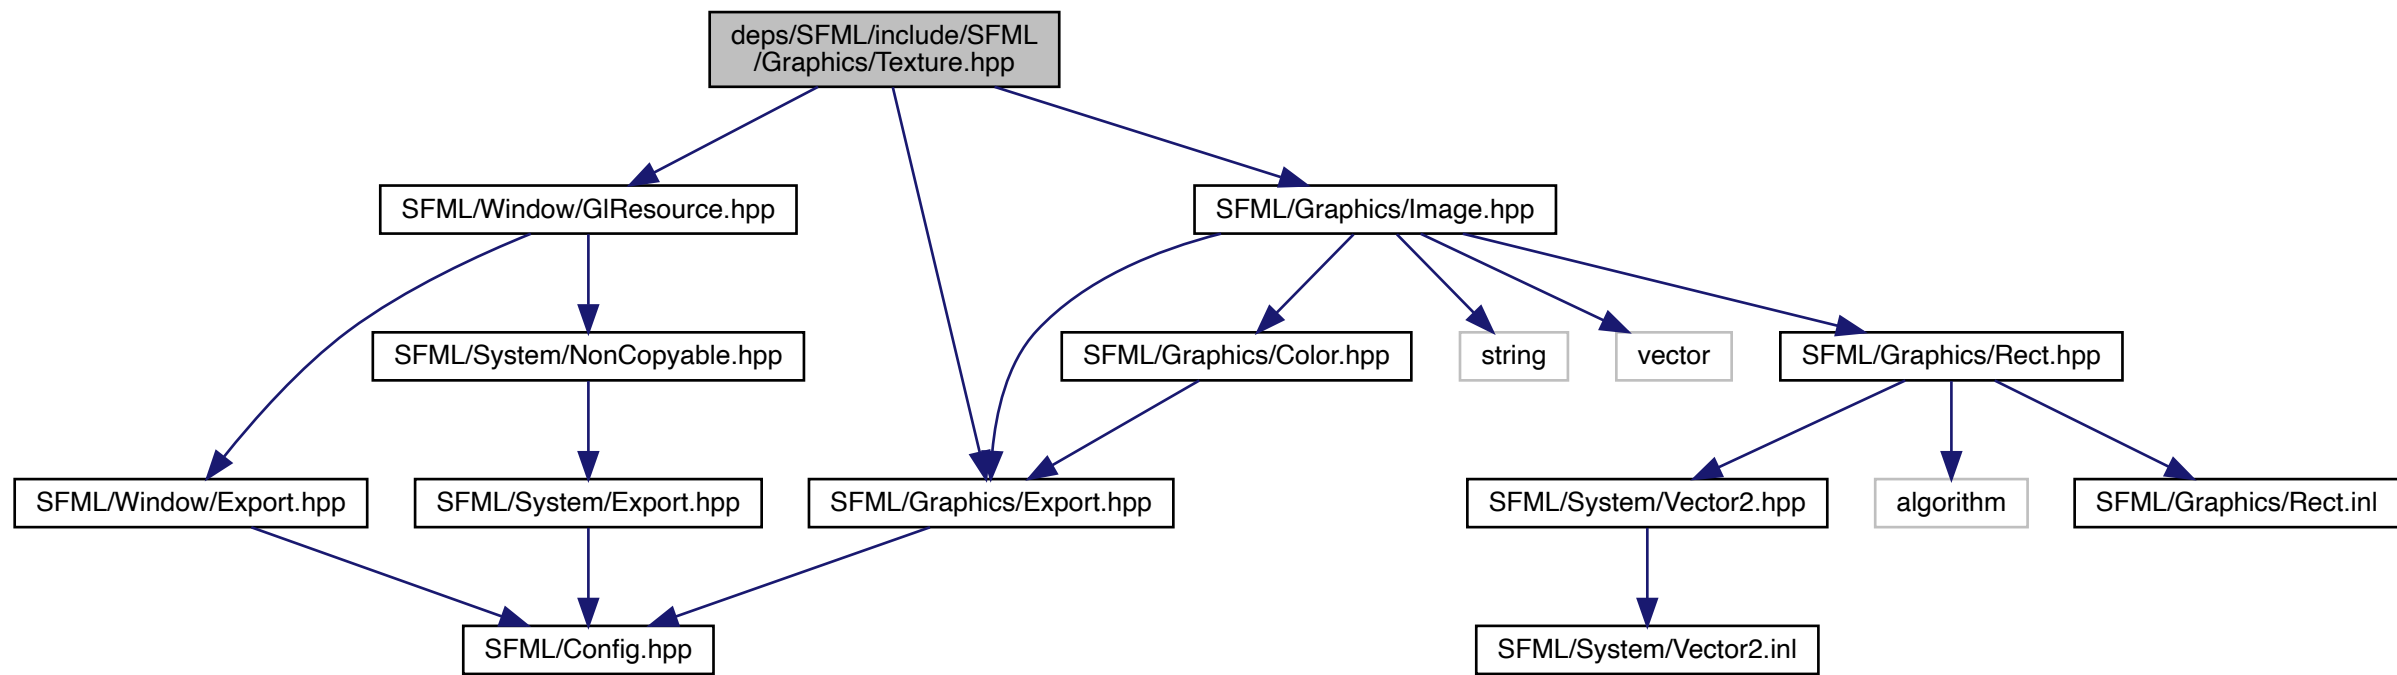 deps/SFML/include/SFML
/Graphics/Texture.hpp
SFML/Window/GlResource.hpp
SFML/Graphics/Image.hpp
SFML/System/NonCopyable.hpp
SFML/Graphics/Color.hpp
string
vector
SFML/Graphics/Rect.hpp
SFML/Window/Export.hpp
SFML/System/Export.hpp
SFML/Graphics/Export.hpp
SFML/System/Vector2.hpp
algorithm
SFML/Graphics/Rect.inl
SFML/Config.hpp
SFML/System/Vector2.inl